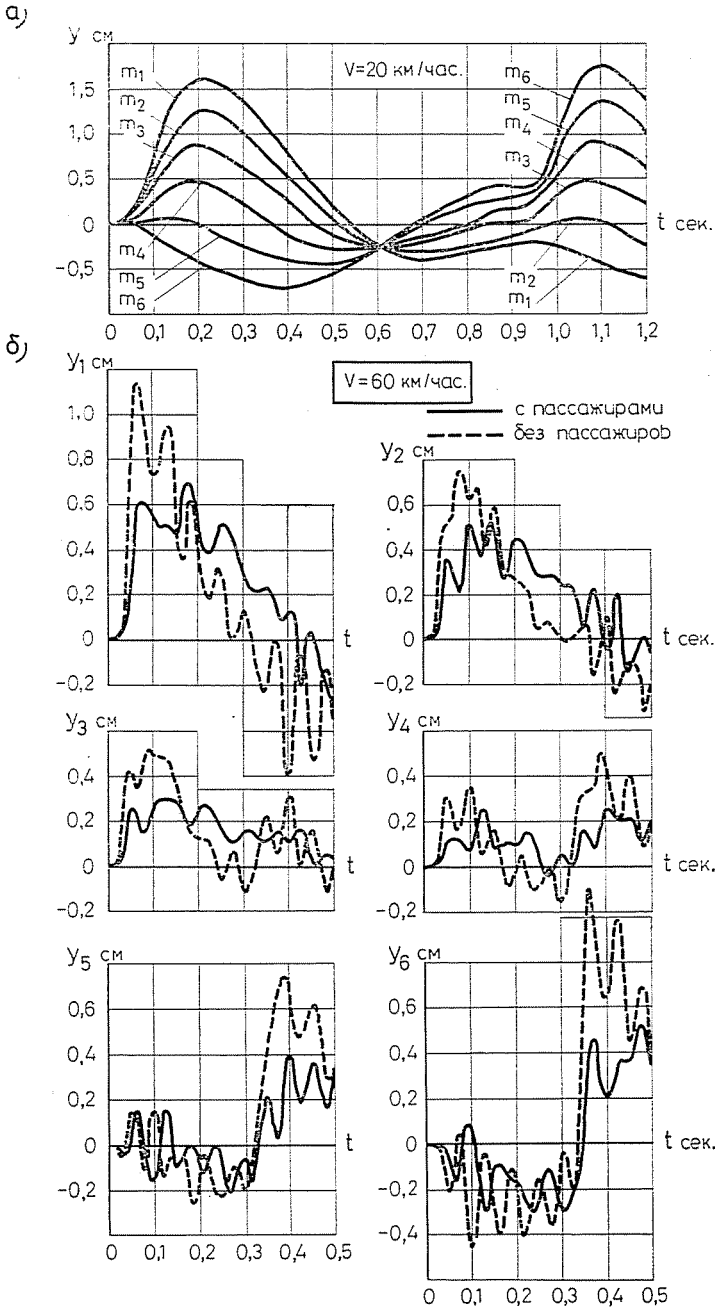 а)
y см
V=20 км/час.
1,5
1,0
0,5
0
-0,5
m₁
m₂
m₃
m₄
m₅
m₆
m₆
m₅
m₄
m₃
m₂
m₁
t сек.
0 0,1 0,2 0,3 0,4 0,5 0,6 0,7 0,8 0,9 1,0 1,1 1,2
б)
y₁ см
V=60 км/час.
с пассажирами
без пассажиров
1,0
0,8
0,6
0,4
0,2
0
-0,2
t
y₂ см
0,6
0,4
0,2
0
-0,2
t сек.
y₃ см
0,4
0,2
0
-0,2
t
y₄ см
0,4
0,2
0
-0,2
t сек.
y₅ см
0,6
0,4
0,2
0
-0,2
t
0 0,1 0,2 0,3 0,4 0,5
y₆ см
0,6
0,4
0,2
0
-0,2
-0,4
t сек.
0 0,1 0,2 0,3 0,4 0,5